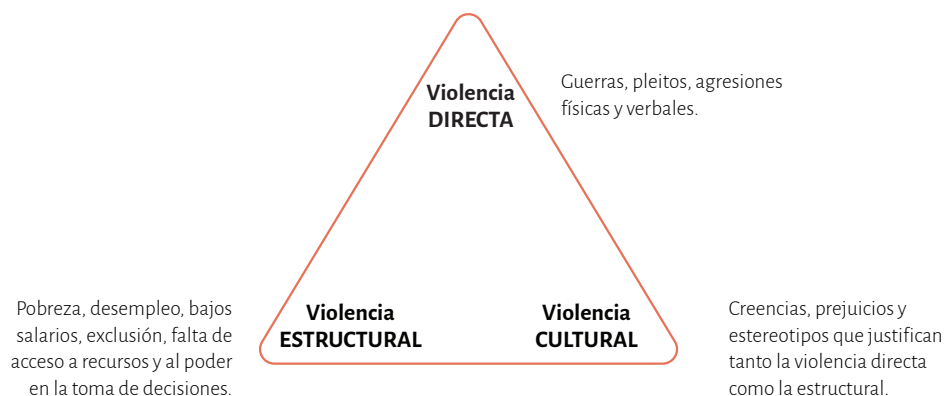 Violencia
DIRECTA
Guerras, pleitos, agresiones
físicas y verbales.
Pobreza, desempleo, bajos
salarios, exclusión, falta de
acceso a recursos y al poder
en la toma de decisiones.
Violencia
ESTRUCTURAL
Violencia
CULTURAL
Creencias, prejuicios y
estereotipos que justifican
tanto la violencia directa
como la estructural.